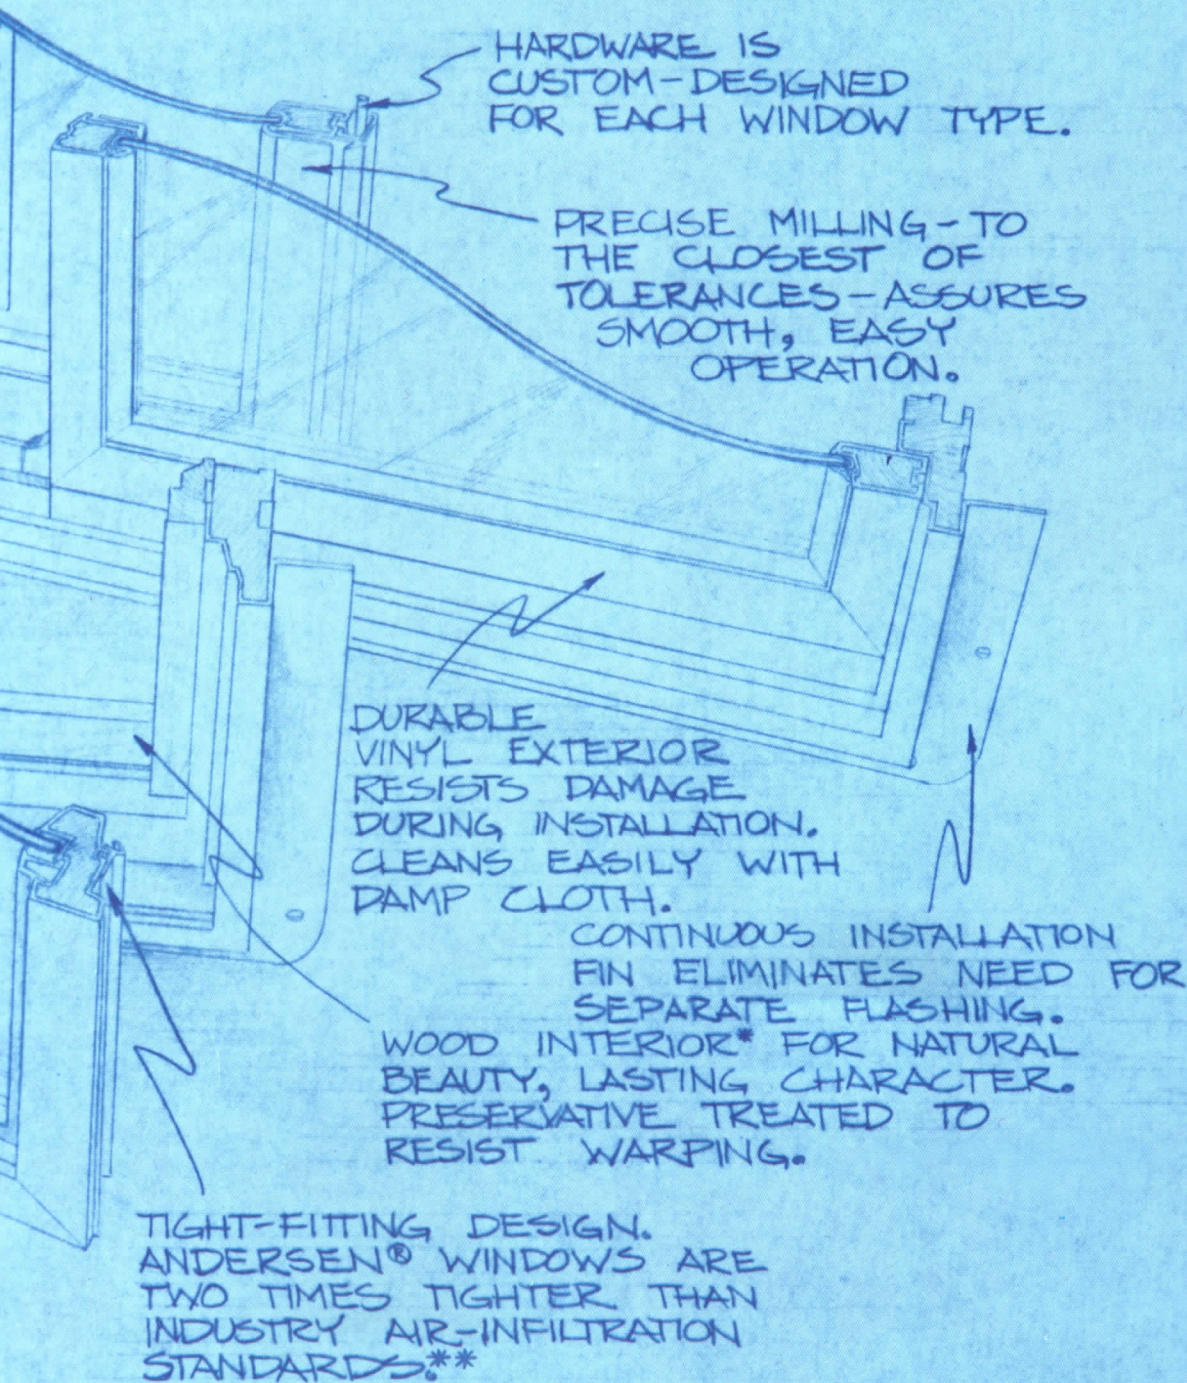 HARDWARE IS
CUSTOM-DESIGNED
FOR EACH WINDOW TYPE.
PRECISE MILLING-TO
THE CLOSEST OF
TOLERANCES-ASSURES
SMOOTH, EASY
OPERATION.
DURABLE
VINYL EXTERIOR
RESISTS DAMAGE
DURING INSTALLATION.
CLEANS EASILY WITH
DAMP CLOTH.
CONTINUOUS INSTALLATION
FIN ELIMINATES NEED FOR
SEPARATE FLASHING.
WOOD INTERIOR* FOR NATURAL
BEAUTY, LASTING CHARACTER.
PRESERVATIVE TREATED TO
RESIST WARPING.
TIGHT-FITTING DESIGN.
ANDERSEN® WINDOWS ARE
TWO TIMES TIGHTER THAN
INDUSTRY AIR-INFILTRATION
STANDARDS.**